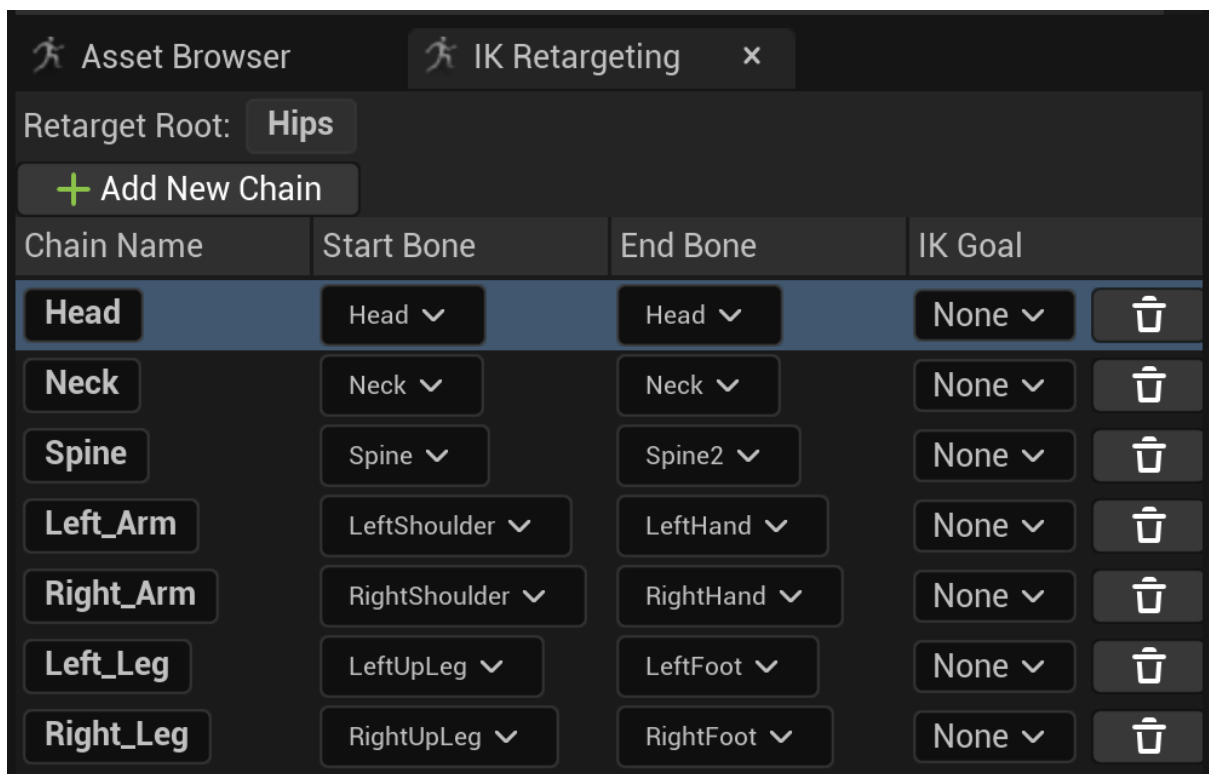 Asset Browser IK Retargeting
Retarget Root: Hips
Add New Chain
Chain Name Start Bone End Bone IK Goal
Head Head Head None
Neck Neck Neck None
Spine Spine Spine2 None
Left_Arm LeftShoulder LeftHand None
Right_Arm RightShoulder RightHand None
Left_Leg LeftUpLeg LeftFoot None
Right_Leg RightUpLeg RightFoot None